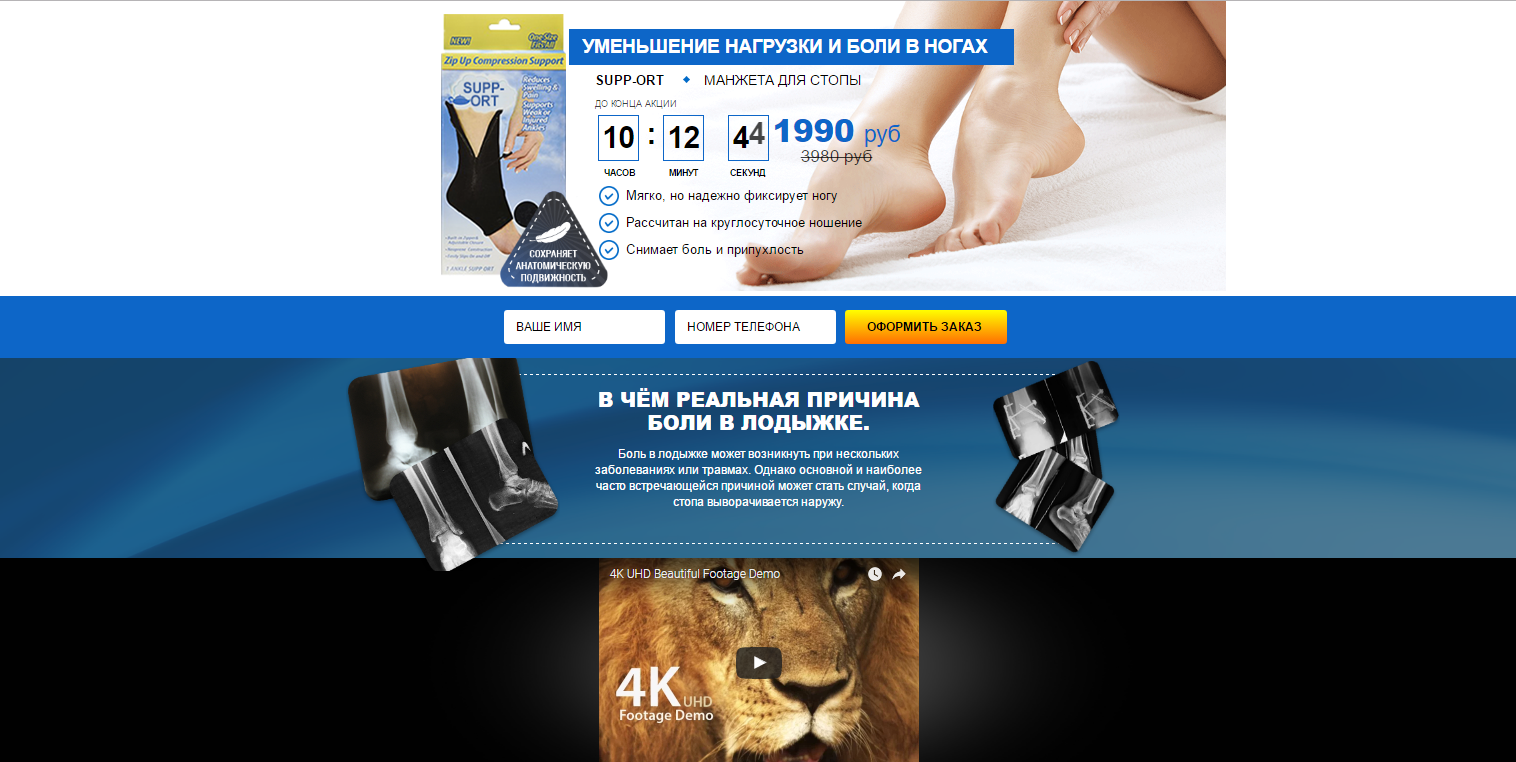 NEW!
One Size
Fits All
Zip Up Compression Support
SUPP-
ORT
Reduces
Swelling &
Pain
Supports
Weak or
Injured
Ankles
1 ANKLE SUPP-ORT
СОХРАНЯЕТ
АНАТОМИЧЕСКУЮ
ПОДВИЖНОСТЬ
УМЕНЬШЕНИЕ НАГРУЗКИ И БОЛИ В НОГАХ
SUPP-ORT МАНЖЕТА ДЛЯ СТОПЫ
ДО КОНЦА АКЦИИ
10 : 12 44 1990 руб
3980 руб
ЧАСОВ МИНУТ СЕКУНД
Мягко, но надежно фиксирует ногу
Рассчитан на круглосуточное ношение
Снимает боль и припухлость
ВАШЕ ИМЯ НОМЕР ТЕЛЕФОНА ОФОРМИТЬ ЗАКАЗ
В ЧЁМ РЕАЛЬНАЯ ПРИЧИНА
БОЛИ В ЛОДЫЖКЕ.
Боль в лодыжке может возникнуть при нескольких
заболеваниях или травмах. Однако основной и наиболее
часто встречающейся причиной может стать случай, когда
стопа выворачивается наружу.
4K UHD Beautiful Footage Demo
4K UHD
Footage Demo